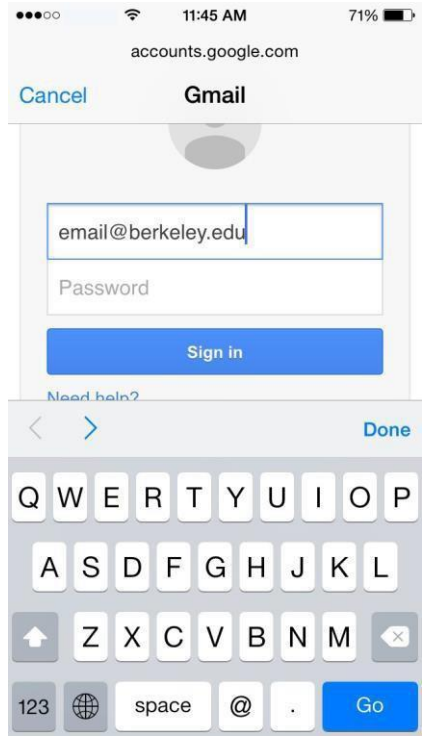 11:45 AM 71%
accounts.google.com
Cancel Gmail
email@berkeley.edu
Password
Sign in
Need help?
Done
Q W E R T Y U I O P
A S D F G H J K L
Z X C V B N M
123 space @ . Go